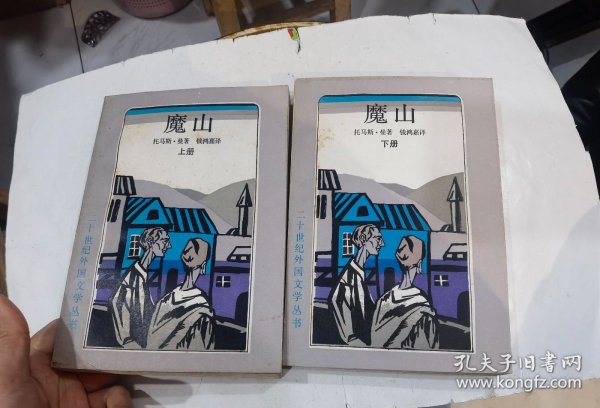 魔山
托马斯·曼著 钱鸿嘉译
上册
二十世纪外国文学丛书
魔山
托马斯·曼著 钱鸿嘉译
下册
二十世纪外国文学丛书
孔夫子旧书网
www.kongfz.com